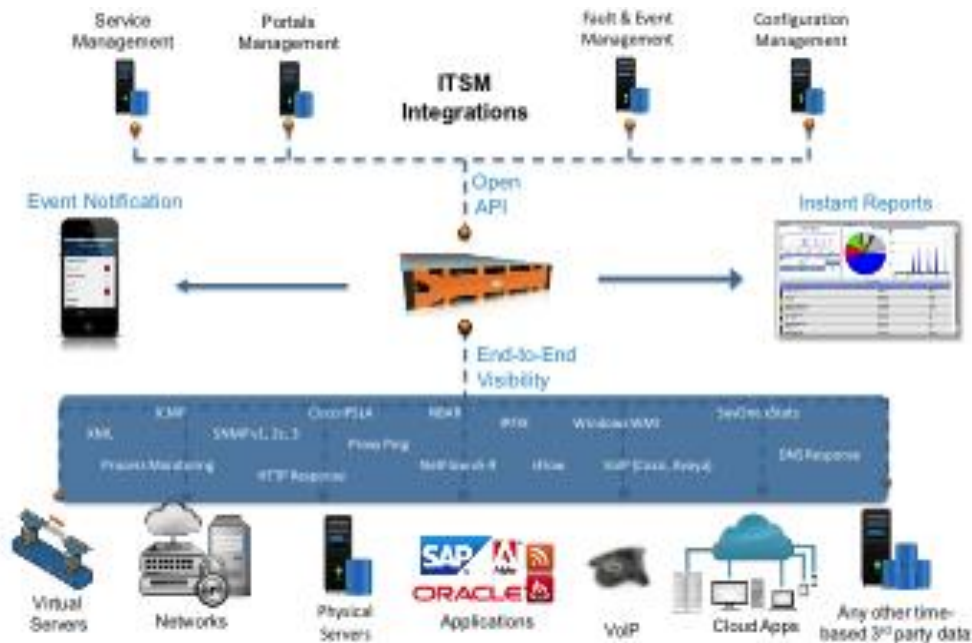 Service
Management
Portals
Management
Fault & Event
Management
Configuration
Management
ITSM
Integrations
Open
API
Event Notification
Instant Reports
End-to-End
Visibility
ICMP
Cisco IPSLA
NBAR
IPFIX
Windows WMI
SevOne xStats
XML
SNMP v1, 2c, 3
Proxy Ping
Process Monitoring
HTTP Response
NetFlow
sFlow
VoIP (Cisco, Avaya)
DNS Response
SAP
Adobe
ORACLE
Virtual
Servers
Networks
Physical
Servers
Applications
VoIP
Cloud Apps
Any other time-
based 3rd party data